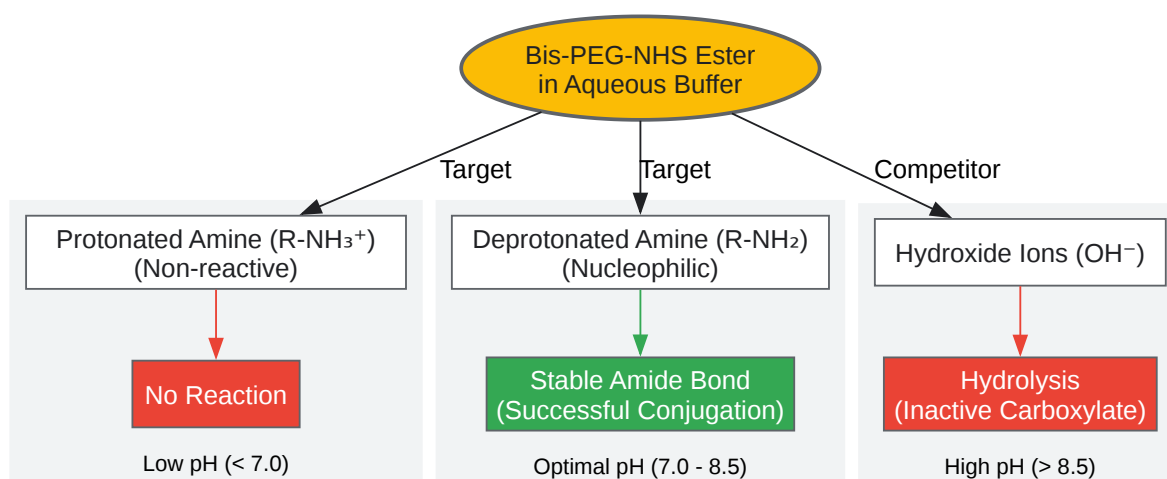 Bis-PEG-NHS Ester
in Aqueous Buffer
Target
Target
Competitor
Protonated Amine (R-NH₃⁺)
(Non-reactive)
Deprotonated Amine (R-NH₂)
(Nucleophilic)
Hydroxide Ions (OH⁻)
No Reaction
Stable Amide Bond
(Successful Conjugation)
Hydrolysis
(Inactive Carboxylate)
Low pH (< 7.0)
Optimal pH (7.0 - 8.5)
High pH (> 8.5)